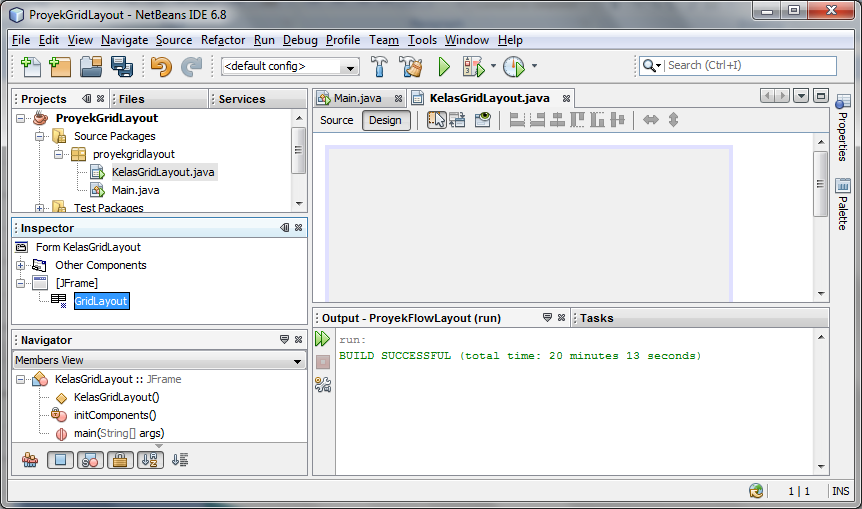 ProyekGridLayout - NetBeans IDE 6.8
File Edit View Navigate Source Refactor Run Debug Profile Team Tools Window Help
<default config>
Search (Ctrl+I)
Projects Files Services
ProyekGridLayout
Source Packages
proyekgridlayout
KelasGridLayout.java
Main.java
Test Packages
Inspector
Form KelasGridLayout
Other Components
[JFrame]
GridLayout
Navigator
Members View
KelasGridLayout :: JFrame
KelasGridLayout()
initComponents()
main(String[] args)
Main.java KelasGridLayout.java
Source Design
Properties
Palette
Output - ProyekFlowLayout (run) Tasks
run:
BUILD SUCCESSFUL (total time: 20 minutes 13 seconds)
1 | 1 INS